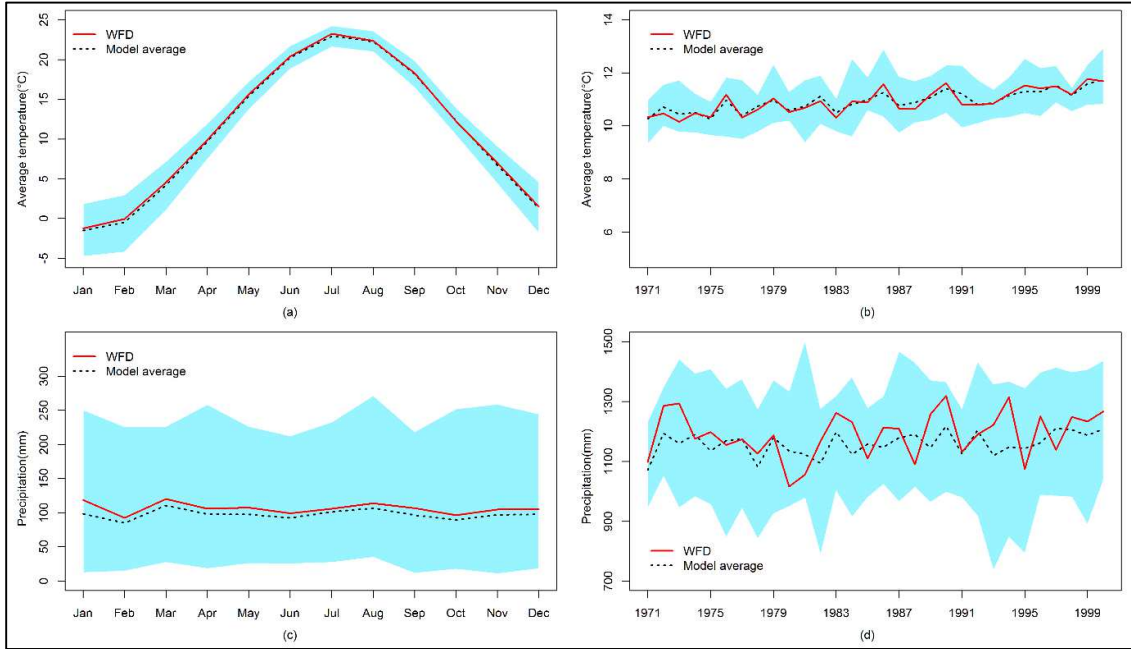 WFD
Model average
Average temperature(°C)
25
20
15
10
5
0
-5
Jan Feb Mar Apr May Jun Jul Aug Sep Oct Nov Dec
(a)
Average temperature(°C)
14
12
10
8
6
WFD
Model average
1971 1975 1979 1983 1987 1991 1995 1999
(b)
WFD
Model average
Precipitation(mm)
300
250
200
150
100
50
0
Jan Feb Mar Apr May Jun Jul Aug Sep Oct Nov Dec
(c)
Precipitation(mm)
1500
1300
1100
900
700
WFD
Model average
1971 1975 1979 1983 1987 1991 1995 1999
(d)